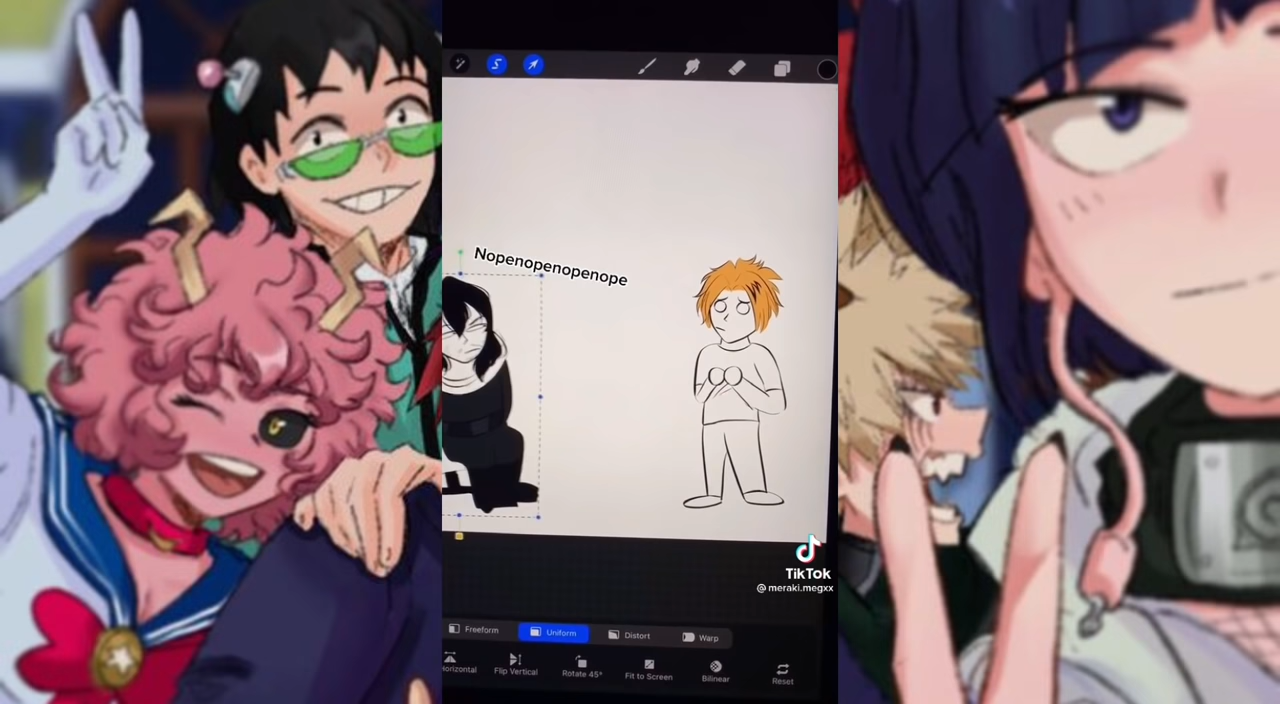 S
Nopenopenopenope
TikTok
@ meraki.megxx
Freeform
Uniform
Distort
Warp
Flip Vertical
Rotate 45°
Fit to Screen
Bilinear
Reset